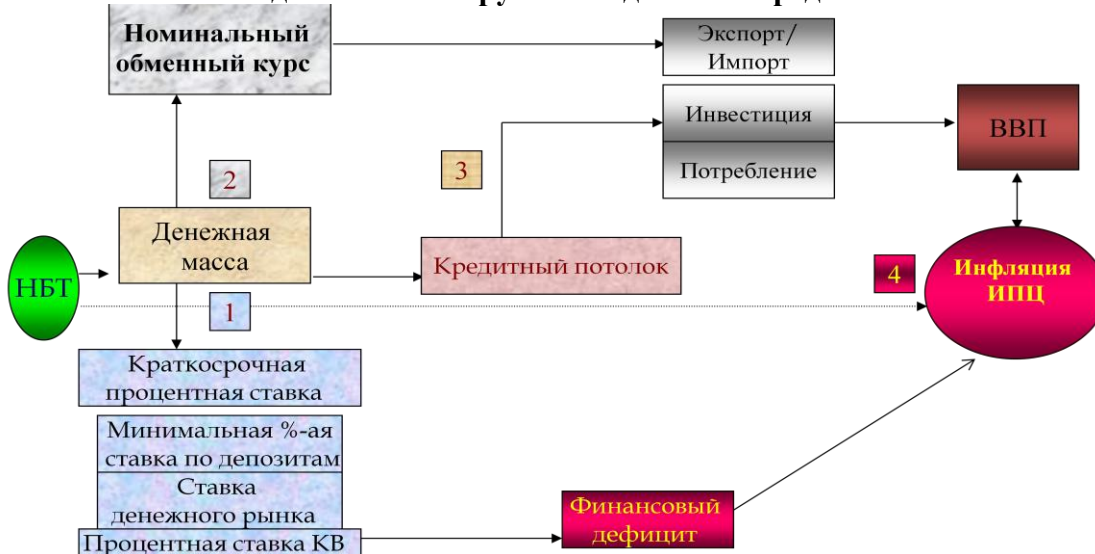 Номинальный
обменный курс
Экспорт/
Импорт
Инвестиция
Потребление
ВВП
3
2
Денежная
масса
НБТ
Кредитный потолок
4
Инфляция
ИПЦ
1
Краткосрочная
процентная ставка
Минимальная %-ая
ставка по депозитам
Ставка
денежного рынка
Процентная ставка КВ
Финансовый
дефицит